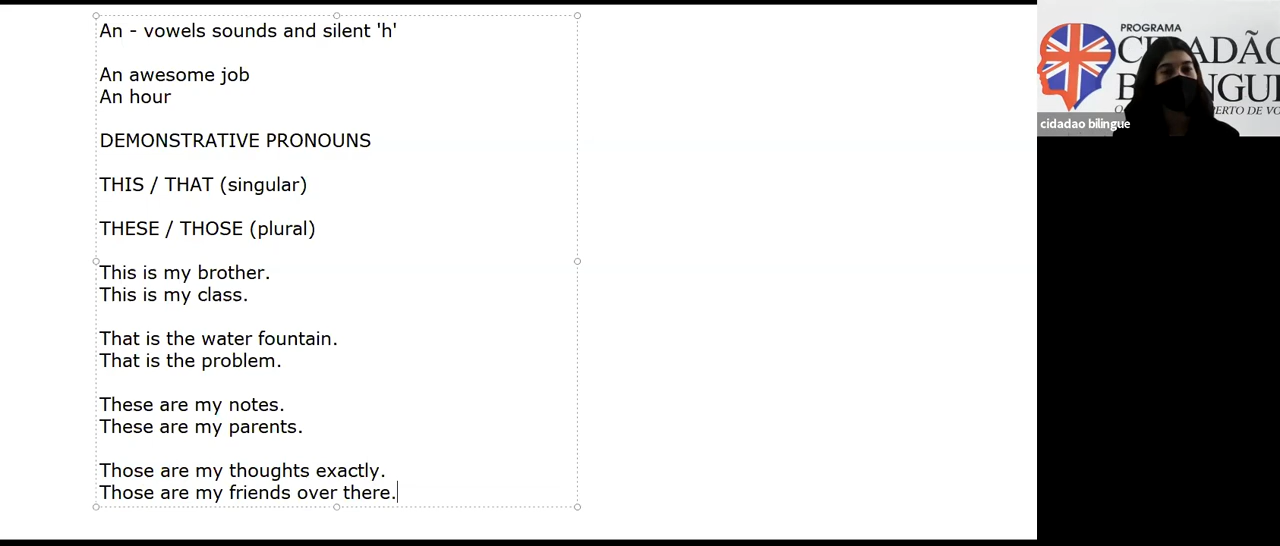 An - vowels sounds and silent 'h'
An awesome job
An hour
DEMONSTRATIVE PRONOUNS
THIS / THAT (singular)
THESE / THOSE (plural)
This is my brother.
This is my class.
That is the water fountain.
That is the problem.
These are my notes.
These are my parents.
Those are my thoughts exactly.
Those are my friends over there.
PROGRAMA
cidadao bilingue